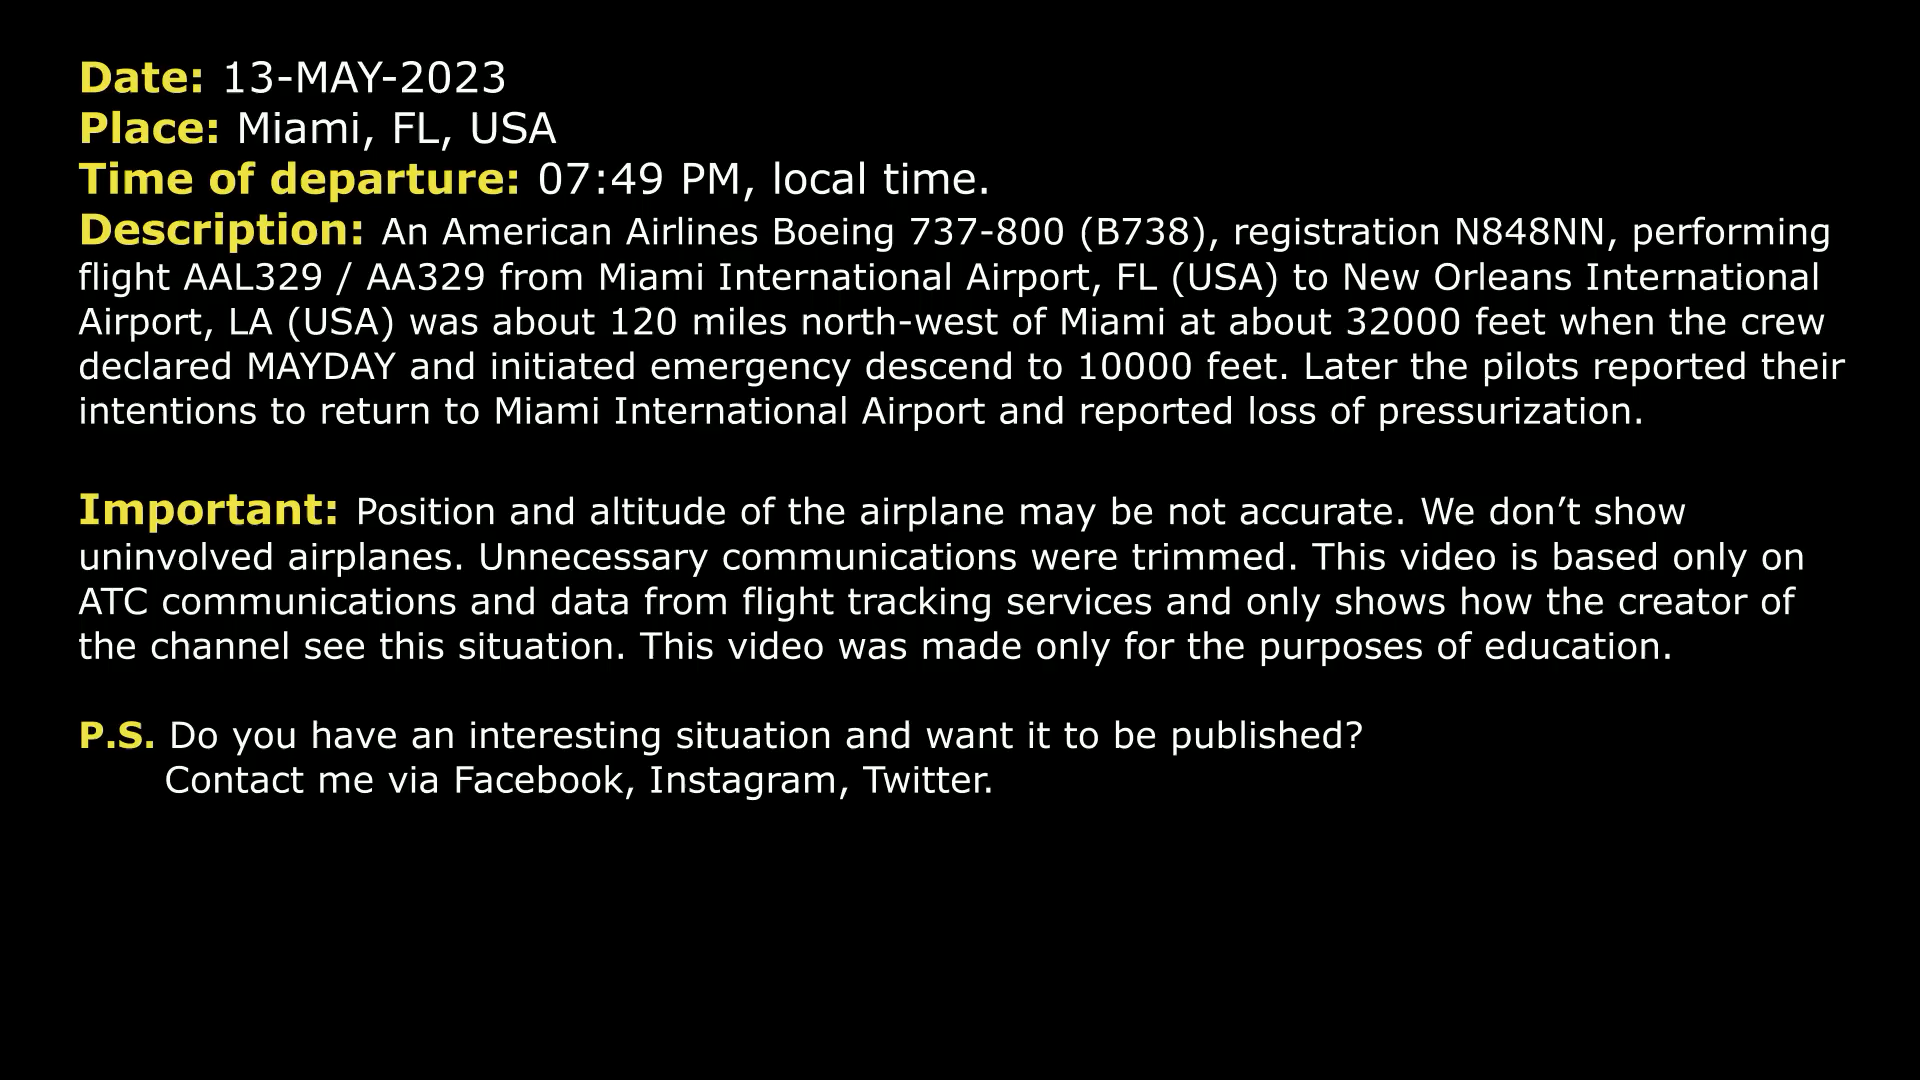 Date: 13-MAY-2023
Place: Miami, FL, USA
Time of departure: 07:49 PM, local time.
Description: An American Airlines Boeing 737-800 (B738), registration N848NN, performing
flight AAL329 / AA329 from Miami International Airport, FL (USA) to New Orleans International
Airport, LA (USA) was about 120 miles north-west of Miami at about 32000 feet when the crew
declared MAYDAY and initiated emergency descend to 10000 feet. Later the pilots reported their
intentions to return to Miami International Airport and reported loss of pressurization.
Important: Position and altitude of the airplane may be not accurate. We don’t show
uninvolved airplanes. Unnecessary communications were trimmed. This video is based only on
ATC communications and data from flight tracking services and only shows how the creator of
the channel see this situation. This video was made only for the purposes of education.
P.S. Do you have an interesting situation and want it to be published?
Contact me via Facebook, Instagram, Twitter.